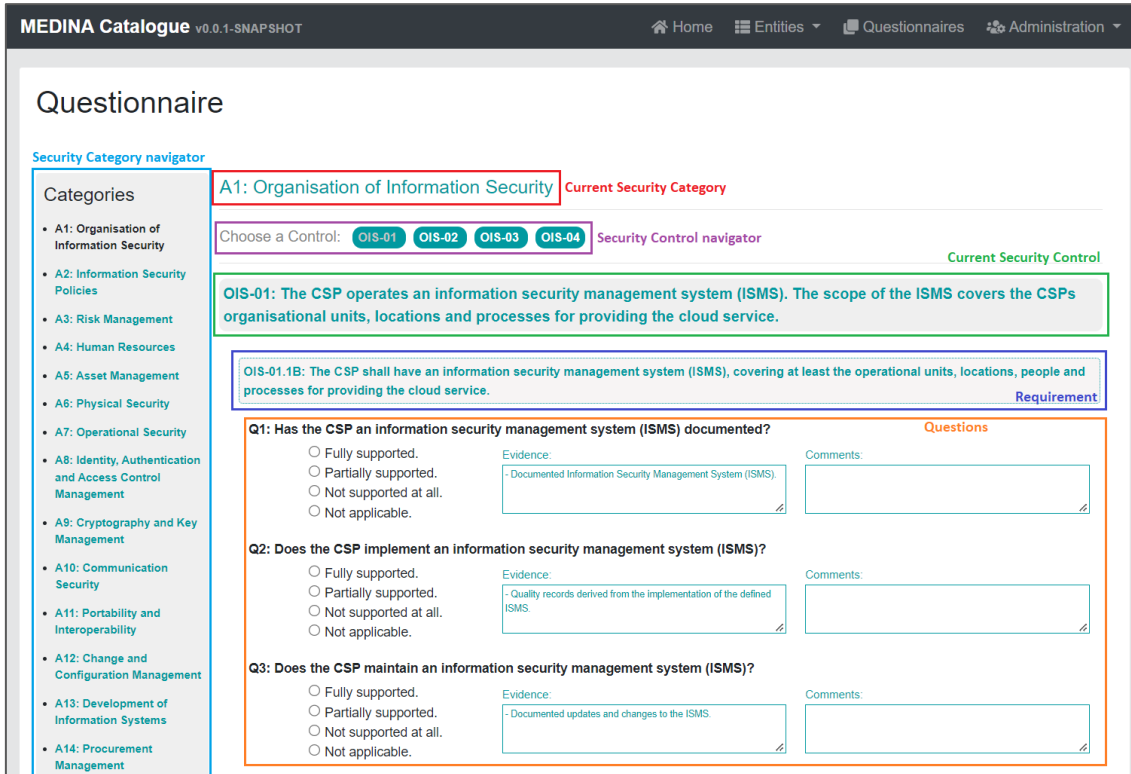 MEDINA Catalogue v0.0.1-SNAPSHOT
Home
Entities
Questionnaires
Administration
Questionnaire
Security Category navigator
Categories
A1: Organisation of
Information Security
A2: Information Security
Policies
A3: Risk Management
A4: Human Resources
A5: Asset Management
A6: Physical Security
A7: Operational Security
A8: Identity, Authentication
and Access Control
Management
A9: Cryptography and Key
Management
A10: Communication
Security
A11: Portability and
Interoperability
A12: Change and
Configuration Management
A13: Development of
Information Systems
A14: Procurement
Management
A1: Organisation of Information Security
Current Security Category
Choose a Control: OIS-01 OIS-02 OIS-03 OIS-04
Security Control navigator
Current Security Control
OIS-01: The CSP operates an information security management system (ISMS). The scope of the ISMS covers the CSPs
organisational units, locations and processes for providing the cloud service.
OIS-01.1B: The CSP shall have an information security management system (ISMS), covering at least the operational units, locations, people and
processes for providing the cloud service.
Requirement
Q1: Has the CSP an information security management system (ISMS) documented?
Questions
Fully supported.
Partially supported.
Not supported at all.
Not applicable.
Evidence:
- Documented Information Security Management System (ISMS).
Comments:
Q2: Does the CSP implement an information security management system (ISMS)?
Fully supported.
Partially supported.
Not supported at all.
Not applicable.
Evidence:
- Quality records derived from the implementation of the defined
ISMS.
Comments:
Q3: Does the CSP maintain an information security management system (ISMS)?
Fully supported.
Partially supported.
Not supported at all.
Not applicable.
Evidence:
- Documented updates and changes to the ISMS.
Comments: